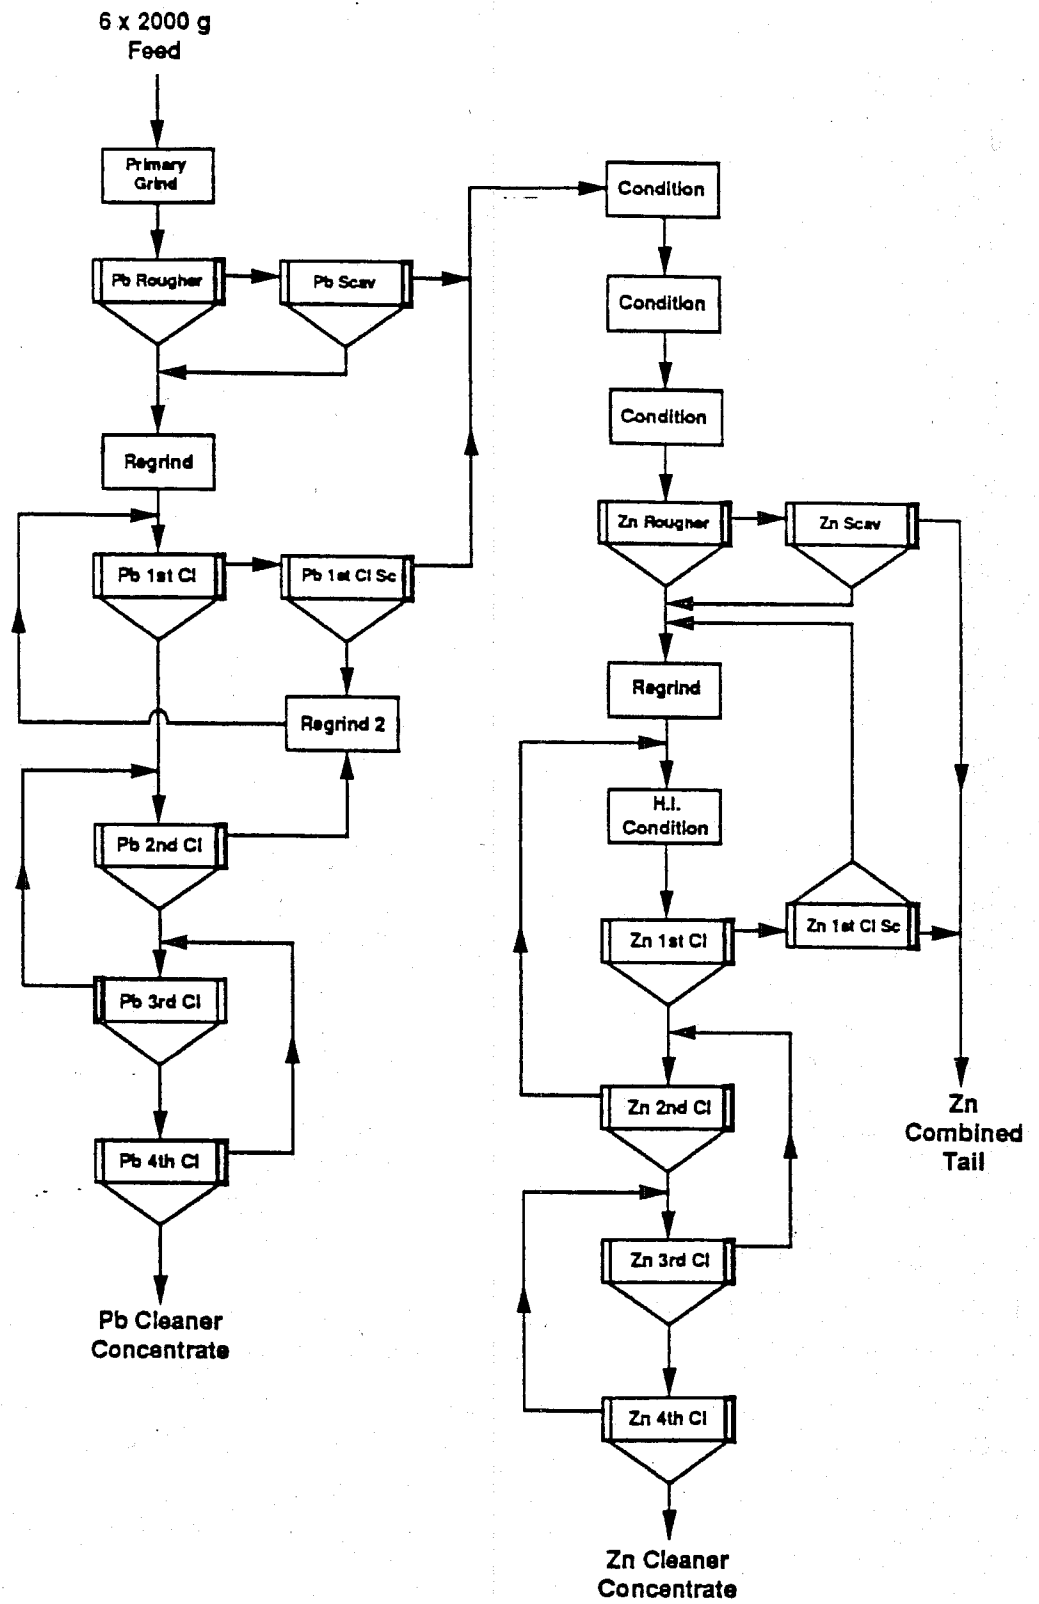 6 x 2000 g
Feed
Primary
Grind
Pb Rougher
Pb Scav
Regrind
Pb 1st Cl
Pb 1st Cl Sc
Regrind 2
Pb 2nd Cl
Pb 3rd Cl
Pb 4th Cl
Pb Cleaner
Concentrate
Condition
Condition
Condition
Zn Rougher
Zn Scav
Regrind
H.I.
Condition
Zn 1st Cl
Zn 1st Cl Sc
Zn 2nd Cl
Zn
Combined
Tail
Zn 3rd Cl
Zn 4th Cl
Zn Cleaner
Concentrate